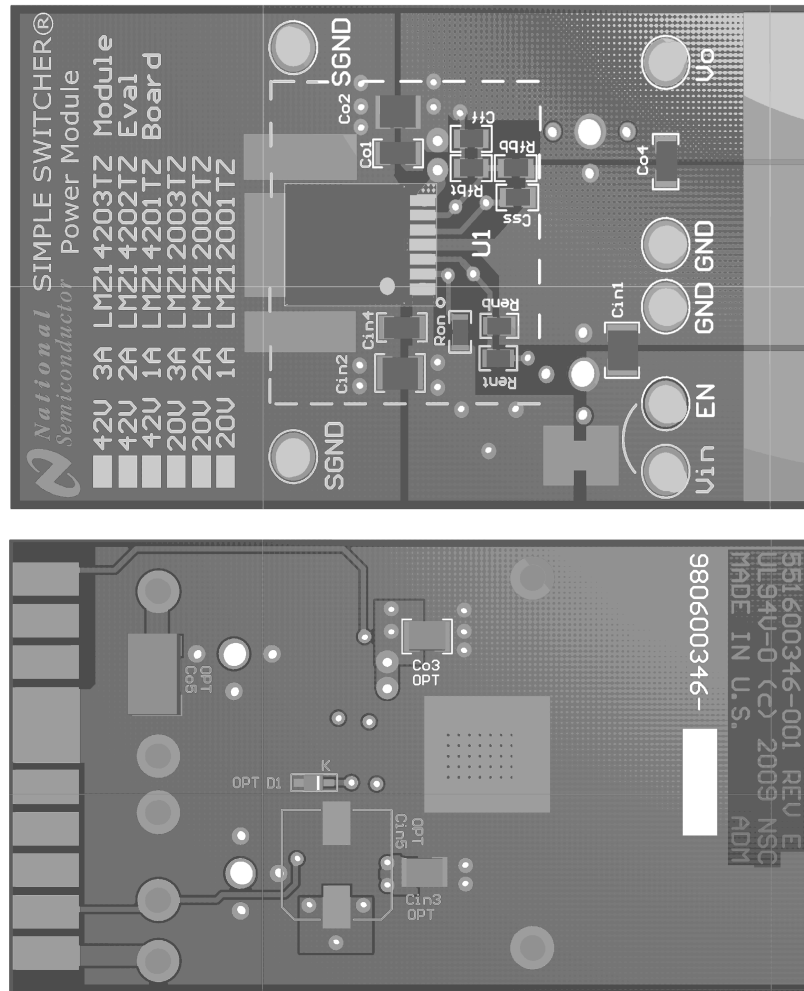 National
Semiconductor
SIMPLE SWITCHER®
Power Module
42V 3A LMZ14203TZ Module
42V 2A LMZ14202TZ Eval
42V 1A LMZ14201TZ Board
20V 3A LMZ12003TZ
20V 2A LMZ12002TZ
20V 1A LMZ12001TZ
SGND
Vo
Co2
Cff
Co1
Rfbb
Rfbt
Co4
Css
U1
GND
GND
Cin1
Renb
Ron
Cin4
Cin2
Rent
EN
SGND
Vin
980600346-
551600346-001 REV E
UL94V-0 (c) 2009 NSC
MADE IN U.S. ADM
OPT
Co5
Co3
OPT
K
OPT D1
OPT
Cin5
Cin3
OPT